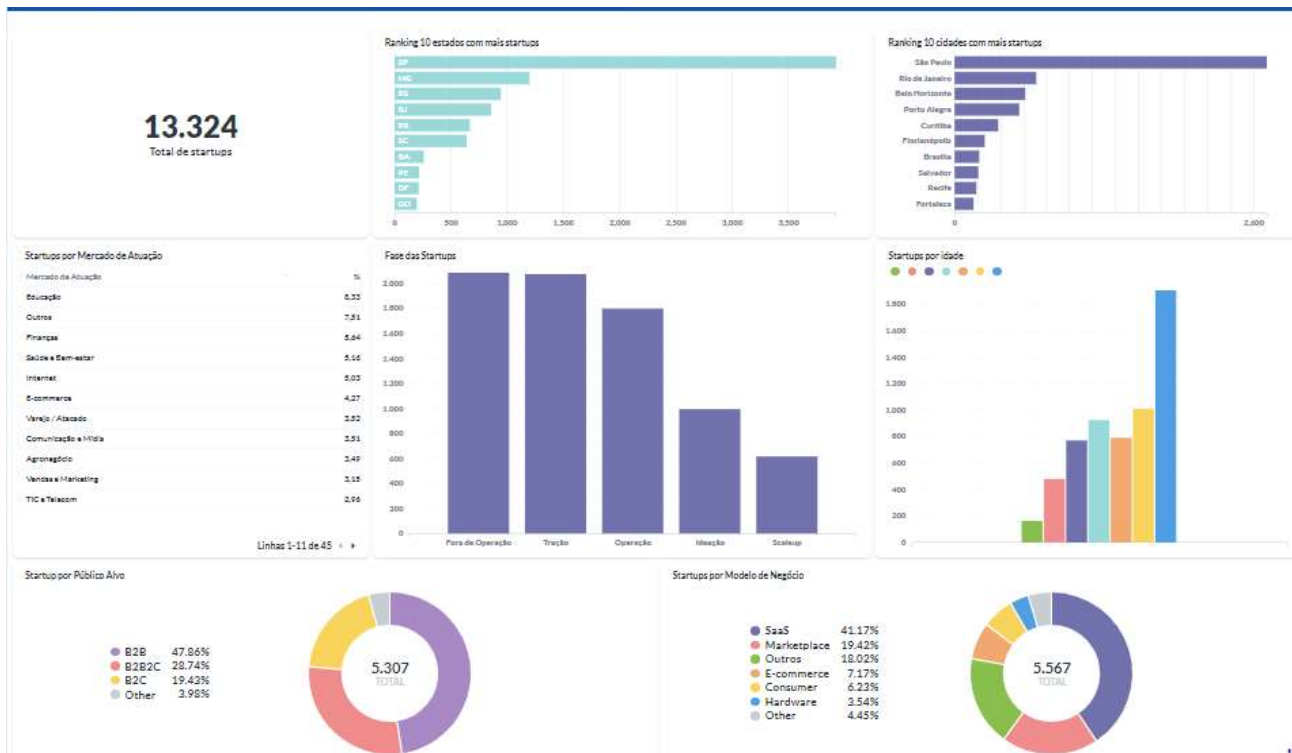 13.324
Total de startups
Ranking 10 estados com mais startups
SP
MG
RS
RJ
PR
SC
BA
PE
DF
GO
0 500 1,000 1,500 2,000 2,500 3,000 3,500
Ranking 10 cidades com mais startups
São Paulo
Rio de Janeiro
Belo Horizonte
Porto Alegre
Curitiba
Florianópolis
Brasília
Salvador
Recife
Fortaleza
0 2,600
Startups por Mercado de Atuação
Mercado de Atuação %
Educação 8,33
Outros 7,51
Finanças 5,64
Saúde e Bem-estar 5,16
Internet 5,03
E-commerce 4,27
Varejo / Atacado 3,52
Comunicação e Mídia 3,51
Agronegócio 3,49
Vendas e Marketing 3,15
TIC e Telecom 2,96
Linhas 1-11 de 45
Fase das Startups
2.000
1.800
1.600
1.400
1.200
1.000
800
600
400
200
0
Fora de Operação Tração Operação Ideação Scaleup
Startups por idade
1.800
1.600
1.400
1.200
1.000
800
600
400
200
0
Startup por Público Alvo
B2B 47.86%
B2B2C 28.74%
B2C 19.43%
Other 3.98%
5.307
TOTAL
Startups por Modelo de Negócio
SaaS 41.17%
Marketplace 19.42%
Outros 18.02%
E-commerce 7.17%
Consumer 6.23%
Hardware 3.54%
Other 4.45%
5.567
TOTAL